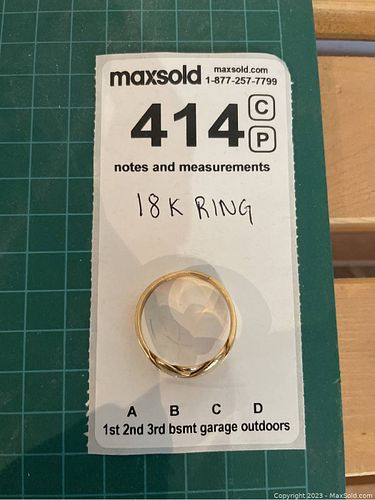 maxsold maxsold.com
1-877-257-7799
414 C
P
notes and measurements
18K RING
A B C D
1st 2nd 3rd bsmt garage outdoors
Copyright 2023 - MaxSold.com